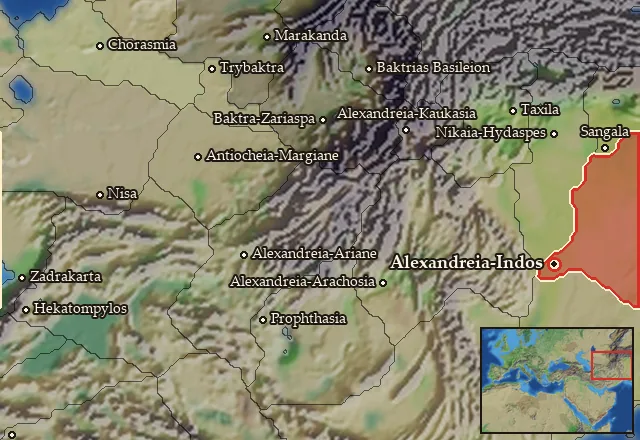 Marakanda
Chorasmia
Trybaktra
Baktrias Basileion
Alexandreia-Kaukasia
Taxila
Baktra-Zariaspa
Nikaia-Hydaspes
Sangala
Antiocheia-Margiane
Nisa
Alexandreia-Ariane
Alexandreia-Indos
Zadrakarta
Alexandreia-Arachosia
Hekatompylos
Prophthasia